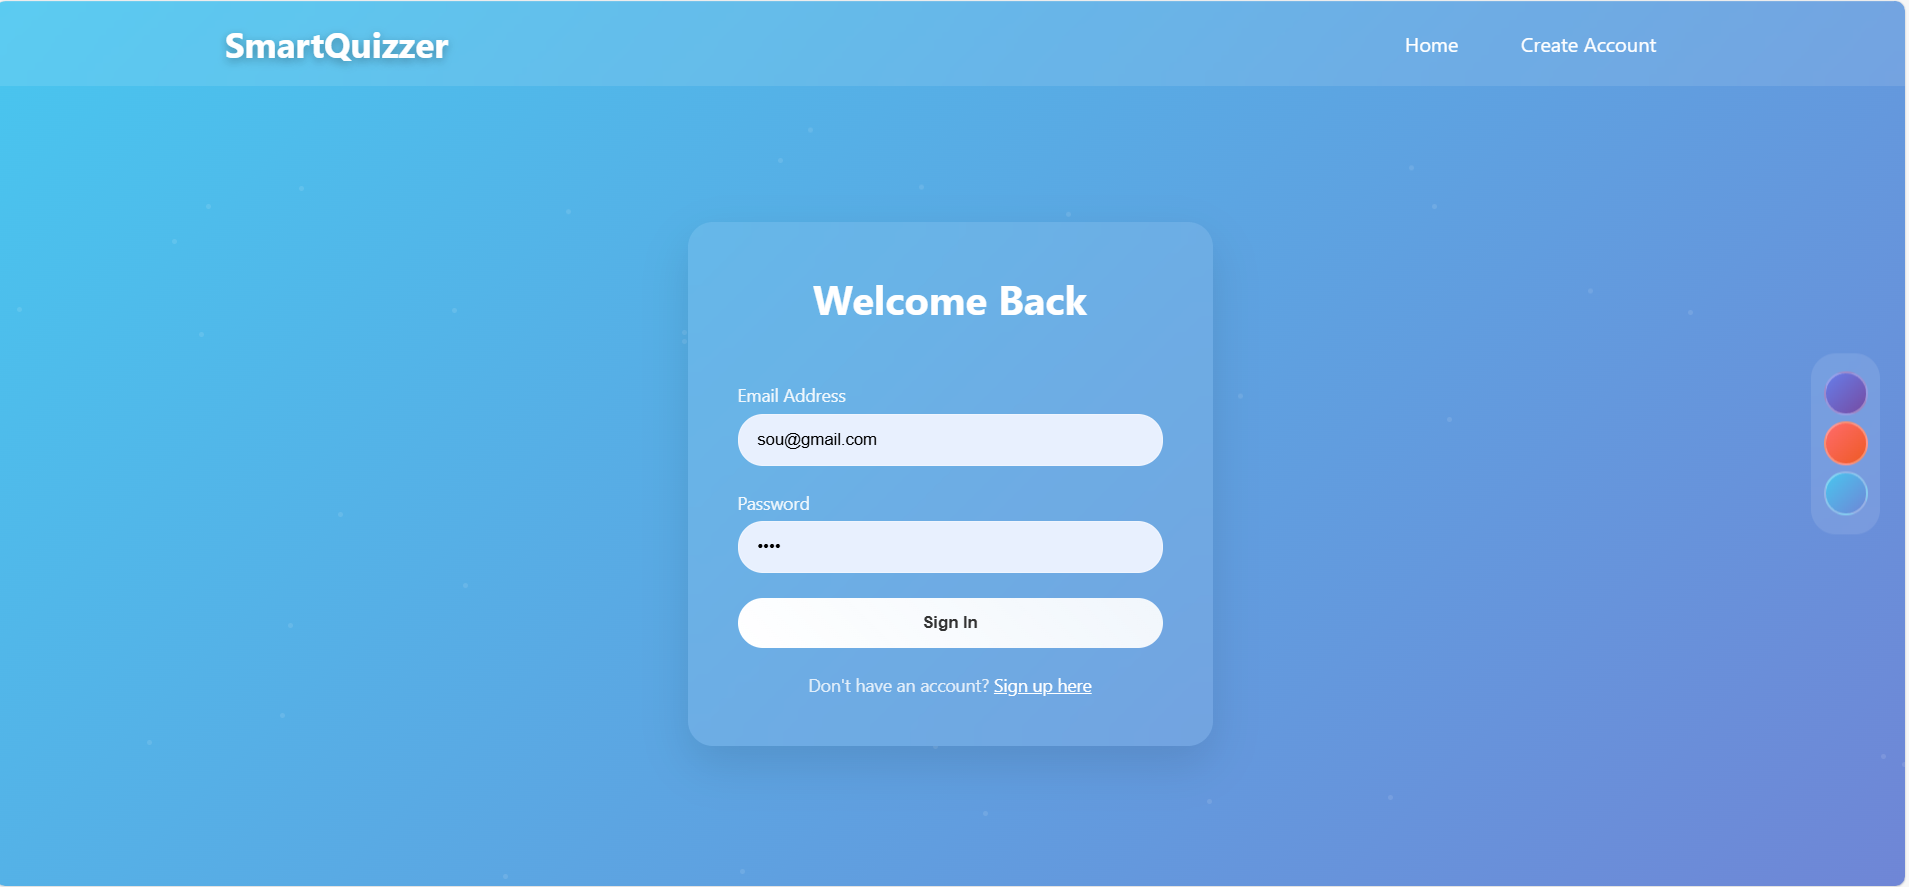 SmartQuizzer
Home Create Account
Welcome Back
Email Address
sou@gmail.com
Password
••••
Sign In
Don't have an account? Sign up here